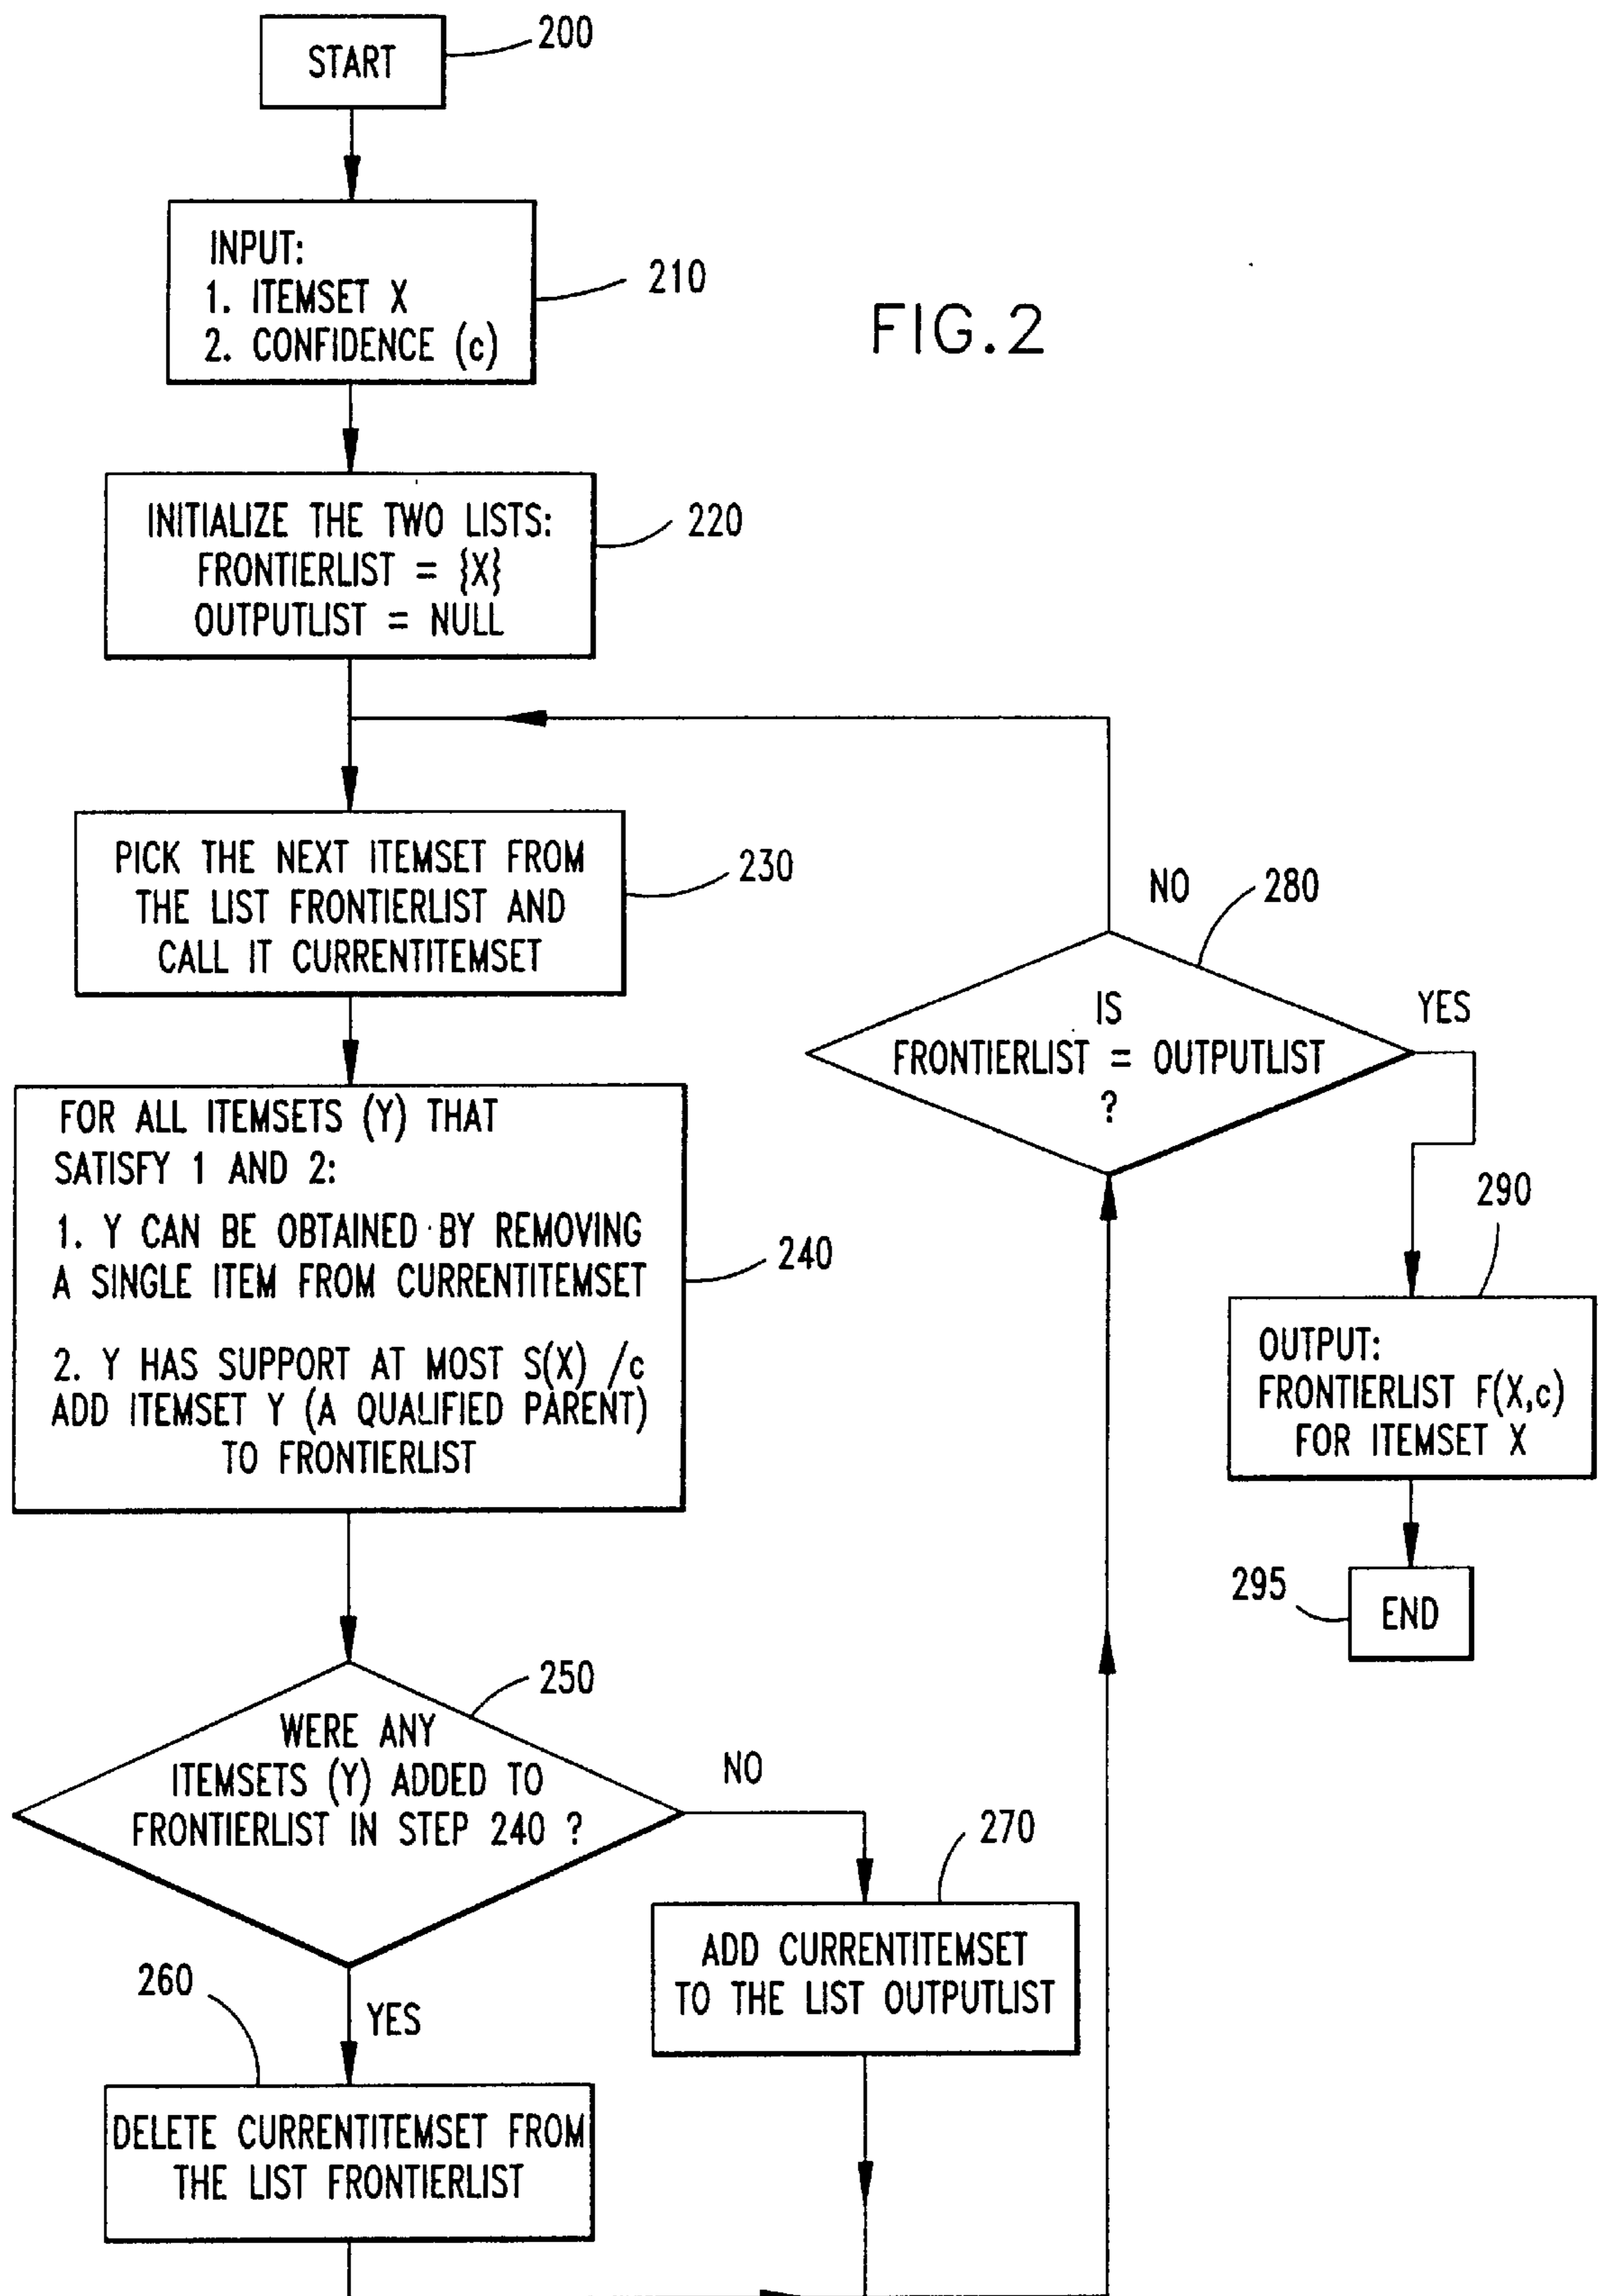 START
200
INPUT:
1. ITEMSET X
2. CONFIDENCE (c)
210
FIG.2
INITIALIZE THE TWO LISTS:
FRONTIERLIST = {X}
OUTPUTLIST = NULL
220
PICK THE NEXT ITEMSET FROM
THE LIST FRONTIERLIST AND
CALL IT CURRENTITEMSET
230
FOR ALL ITEMSETS (Y) THAT
SATISFY 1 AND 2:
1. Y CAN BE OBTAINED BY REMOVING
A SINGLE ITEM FROM CURRENTITEMSET
2. Y HAS SUPPORT AT MOST S(X) /c
ADD ITEMSET Y (A QUALIFIED PARENT)
TO FRONTIERLIST
240
WERE ANY
ITEMSETS (Y) ADDED TO
FRONTIERLIST IN STEP 240 ?
250
NO
YES
260
DELETE CURRENTITEMSET FROM
THE LIST FRONTIERLIST
270
ADD CURRENTITEMSET
TO THE LIST OUTPUTLIST
NO
280
IS
FRONTIERLIST = OUTPUTLIST
?
YES
290
OUTPUT:
FRONTIERLIST F(X,c)
FOR ITEMSET X
295
END